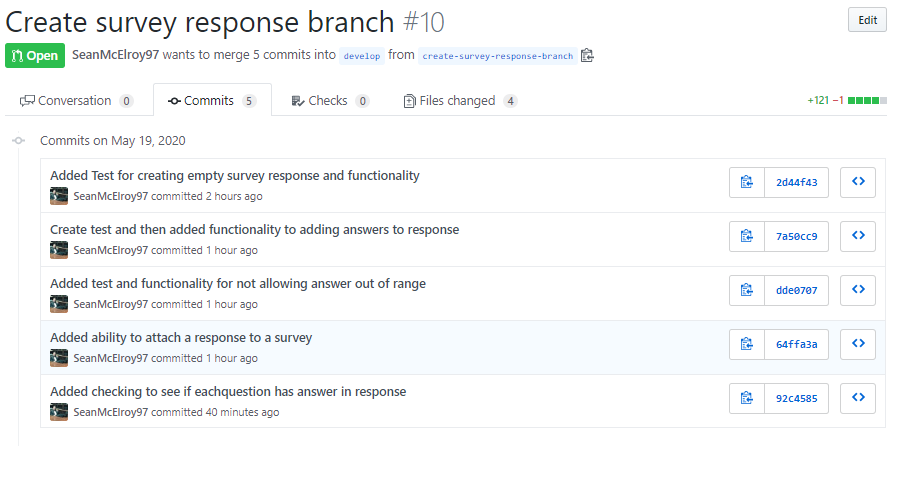 Create survey response branch #10
Edit
Open SeanMcElroy97 wants to merge 5 commits into develop from create-survey-response-branch
Conversation 0 Commits 5 Checks 0 Files changed 4 +121 −1
Commits on May 19, 2020
Added Test for creating empty survey response and functionality
SeanMcElroy97 committed 2 hours ago
2d44f43
Create test and then added functionality to adding answers to response
SeanMcElroy97 committed 1 hour ago
7a50cc9
Added test and functionality for not allowing answer out of range
SeanMcElroy97 committed 1 hour ago
dde0707
Added ability to attach a response to a survey
SeanMcElroy97 committed 1 hour ago
64ffa3a
Added checking to see if eachquestion has answer in response
SeanMcElroy97 committed 40 minutes ago
92c4585